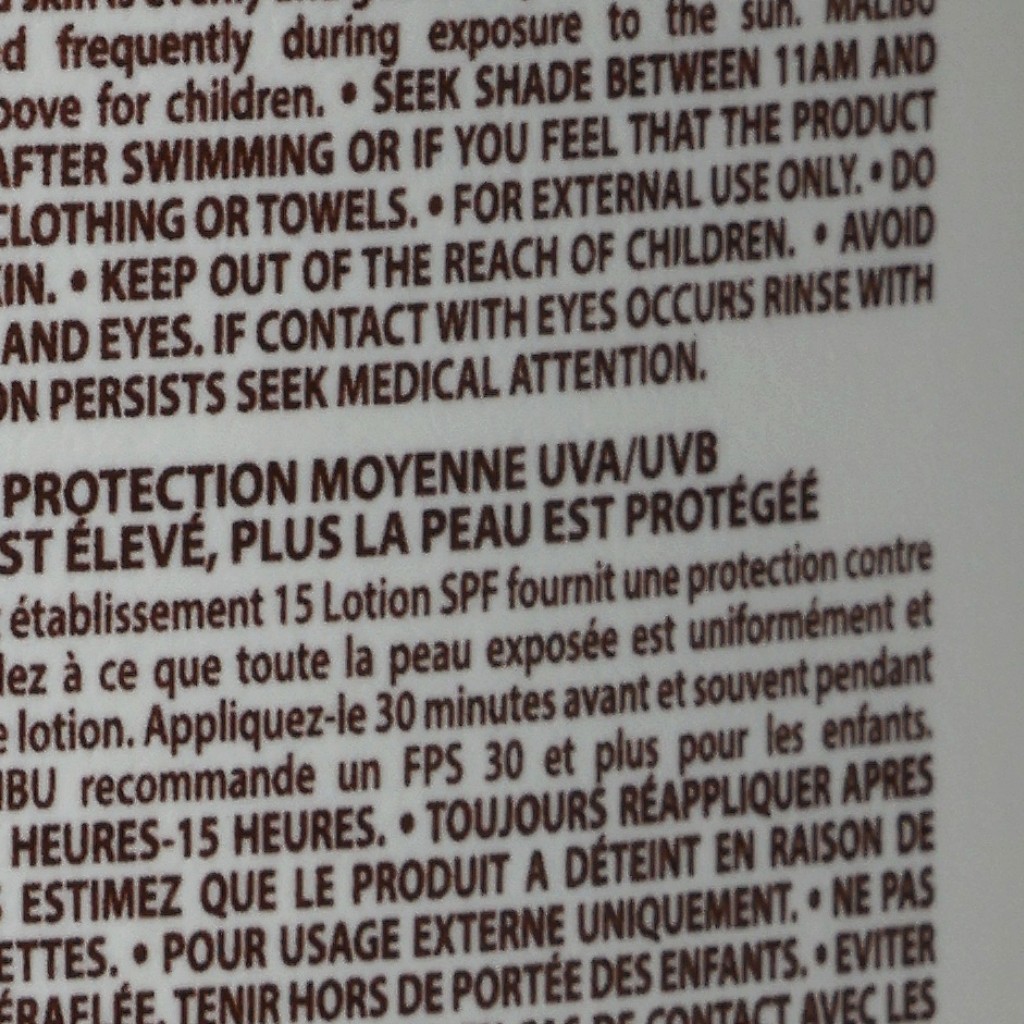 frequently during exposure to the sun. MALIBU
for children. • SEEK SHADE BETWEEN 11AM AND
AFTER SWIMMING OR IF YOU FEEL THAT THE PRODUCT
CLOTHING OR TOWELS. • FOR EXTERNAL USE ONLY. • DO
IN. • KEEP OUT OF THE REACH OF CHILDREN. • AVOID
AND EYES. IF CONTACT WITH EYES OCCURS RINSE WITH
ON PERSISTS SEEK MEDICAL ATTENTION.
PROTECTION MOYENNE UVA/UVB
ST ÉLEVÉ, PLUS LA PEAU EST PROTÉGÉÉ
établissement 15 Lotion SPF fournit une protection contre
lez à ce que toute la peau exposée est uniformément et
e lotion. Appliquez-le 30 minutes avant et souvent pendant
IBU recommande un FPS 30 et plus pour les enfants.
HEURES-15 HEURES. • TOUJOURS RÉAPPLIQUER APRES
ESTIMEZ QUE LE PRODUIT A DÉTEINT EN RAISON DE
ETTES. • POUR USAGE EXTERNE UNIQUEMENT. • NE PAS
ÉRAFLÉE. TENIR HORS DE PORTÉE DES ENFANTS. • EVITER
DE CONTACT AVEC LES